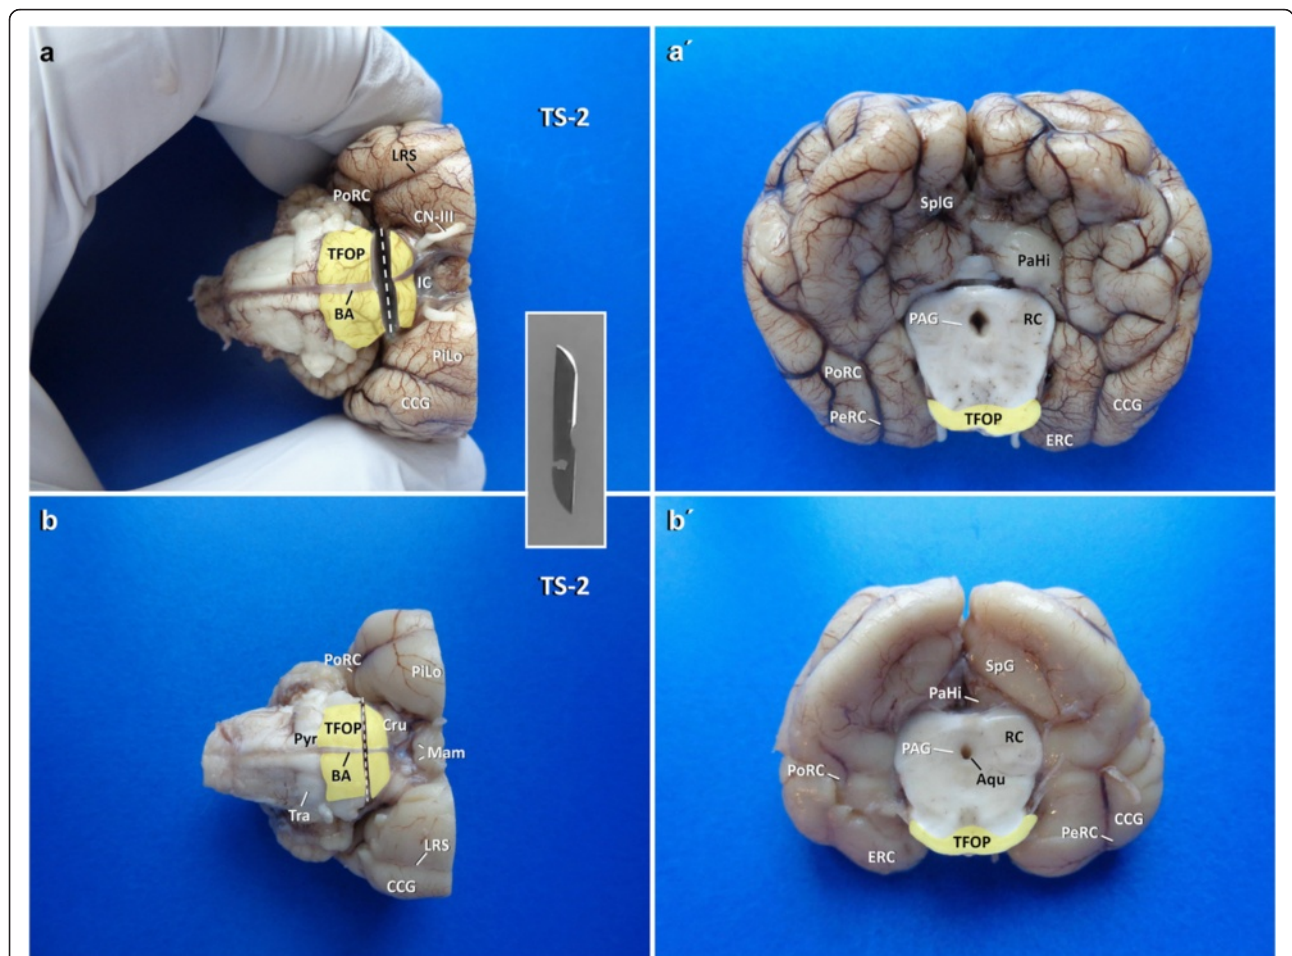 a
TS-2
LRS
PoRC
CN-III
TFOP
IC
BA
PiLo
CCG
a´
SplG
PaHi
PAG
RC
PoRC
PeRC
CCG
TFOP
ERC
b
TS-2
PoRC
PiLo
TFOP
Cru
Pyr
Mam
BA
Tra
LRS
CCG
b´
SpG
PaHi
RC
PAG
PoRC
Aqu
CCG
PeRC
TFOP
ERC